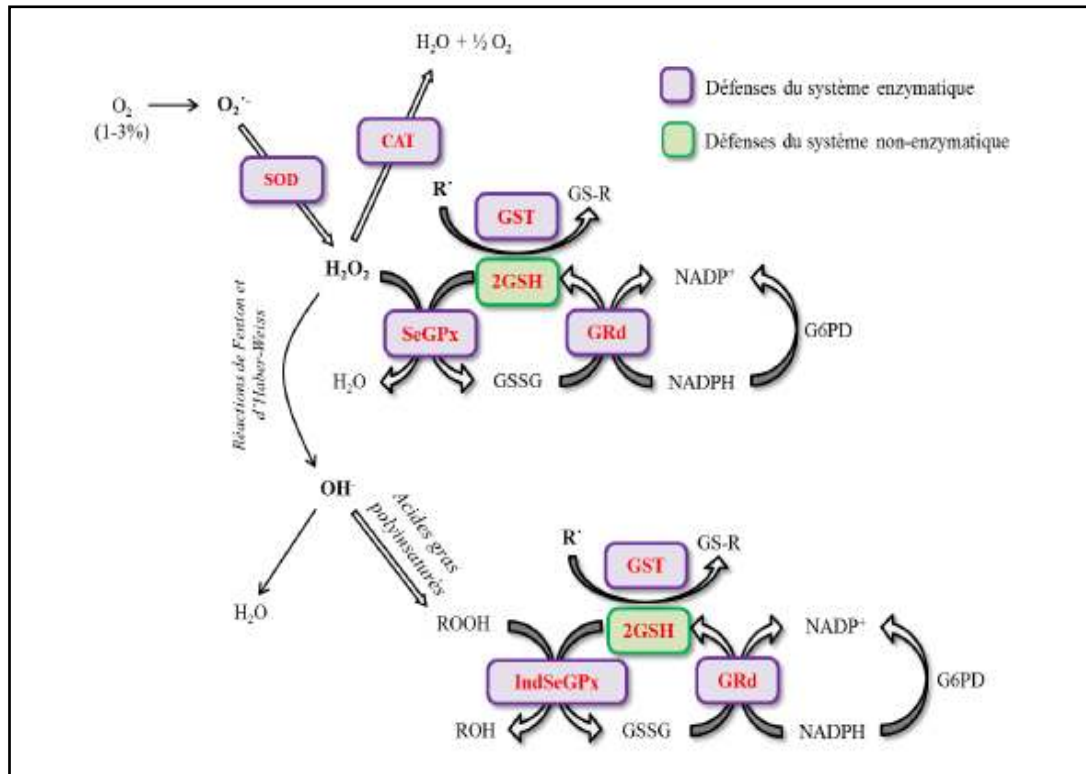 H₂O + ½ O₂
Défenses du système enzymatique
O₂
(1-3%)
O₂·-
CAT
Défenses du système non-enzymatique
SOD
R·
GS-R
GST
H₂O₂
2GSH
NADP⁺
SeGPx
GRd
G6PD
H₂O
GSSG
NADPH
Réactions de Fenton et
d'Haber-Weiss
OH·
Acides gras
polyinsaturés
R·
GS-R
GST
H₂O
ROOH
2GSH
NADP⁺
IndSeGPx
GRd
G6PD
ROH
GSSG
NADPH